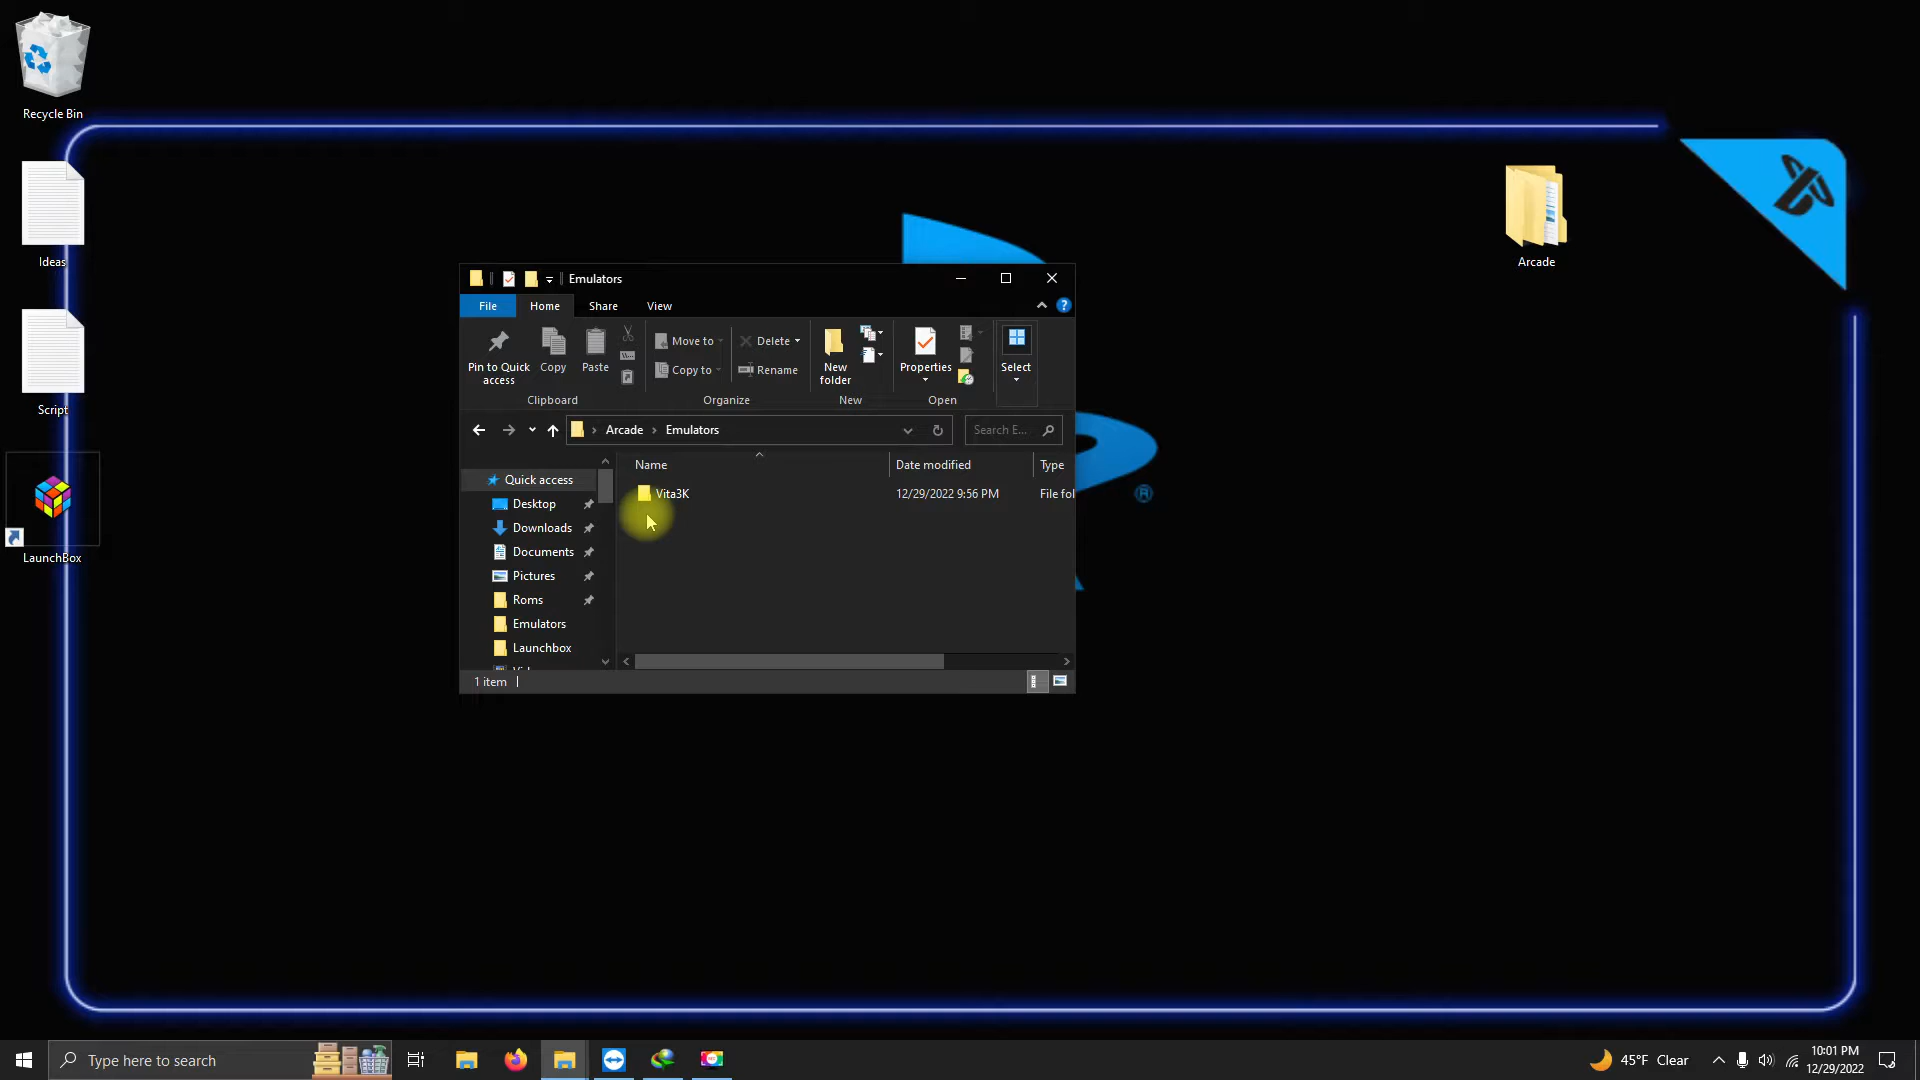 Recycle Bin
Ideas
Script
LaunchBox
Arcade
Emulators
File
Home
Share
View
Pin to Quick
access
Copy
Paste
Move to
Copy to
Delete
Rename
New
folder
Properties
Select
Clipboard
Organize
New
Open
Arcade
Emulators
Search E...
Name
Date modified
Type
Quick access
Desktop
Downloads
Documents
Pictures
Roms
Emulators
Launchbox
Vita3K
12/29/2022 9:56 PM
File fol
1 item
®
Type here to search
45°F Clear
10:01 PM
12/29/2022